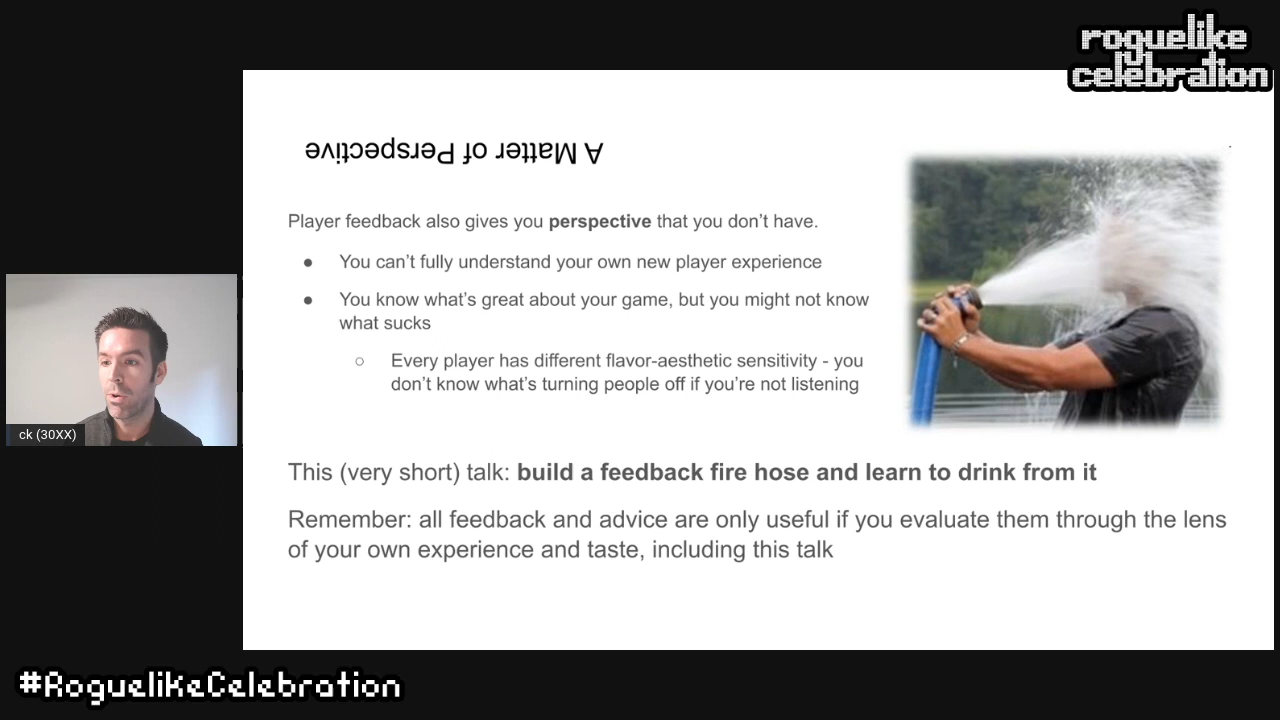 roguelike
celebration
A Matter of Perspective
Player feedback also gives you perspective that you don't have.
● You can't fully understand your own new player experience
● You know what's great about your game, but you might not know
what sucks
○ Every player has different flavor-aesthetic sensitivity - you
don't know what's turning people off if you're not listening
ck (30XX)
This (very short) talk: build a feedback fire hose and learn to drink from it
Remember: all feedback and advice are only useful if you evaluate them through the lens
of your own experience and taste, including this talk
#RoguelikeCelebration